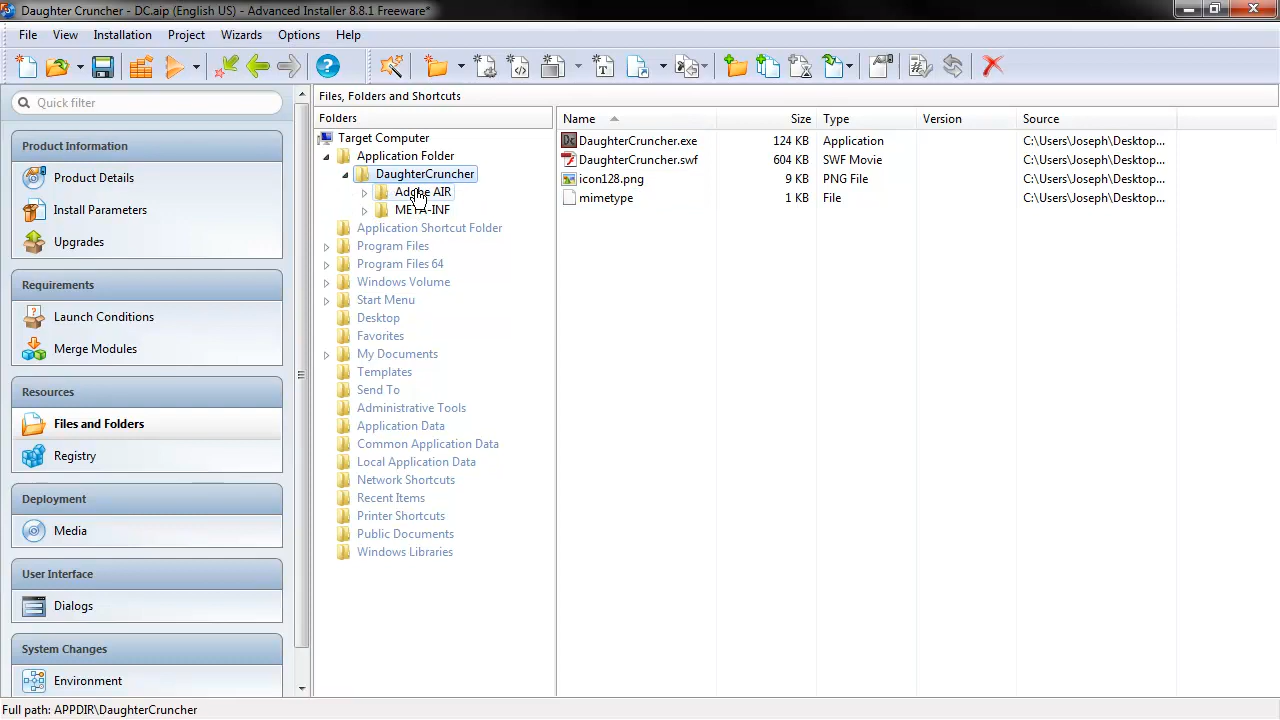 Daughter Cruncher - DC.aip (English US) - Advanced Installer 8.8.1 Freeware*
File View Installation Project Wizards Options Help
Quick filter
Product Information
Product Details
Install Parameters
Upgrades
Requirements
Launch Conditions
Merge Modules
Resources
Files and Folders
Registry
Deployment
Media
User Interface
Dialogs
System Changes
Environment
Files, Folders and Shortcuts
Folders
Target Computer
Application Folder
DaughterCruncher
Adobe AIR
META-INF
Application Shortcut Folder
Program Files
Program Files 64
Windows Volume
Start Menu
Desktop
Favorites
My Documents
Templates
Send To
Administrative Tools
Application Data
Common Application Data
Local Application Data
Network Shortcuts
Recent Items
Printer Shortcuts
Public Documents
Windows Libraries
Name Size Type Version Source
DaughterCruncher.exe 124 KB Application C:\Users\Joseph\Desktop...
DaughterCruncher.swf 604 KB SWF Movie C:\Users\Joseph\Desktop...
icon128.png 9 KB PNG File C:\Users\Joseph\Desktop...
mimetype 1 KB File C:\Users\Joseph\Desktop...
Full path: APPDIR\DaughterCruncher